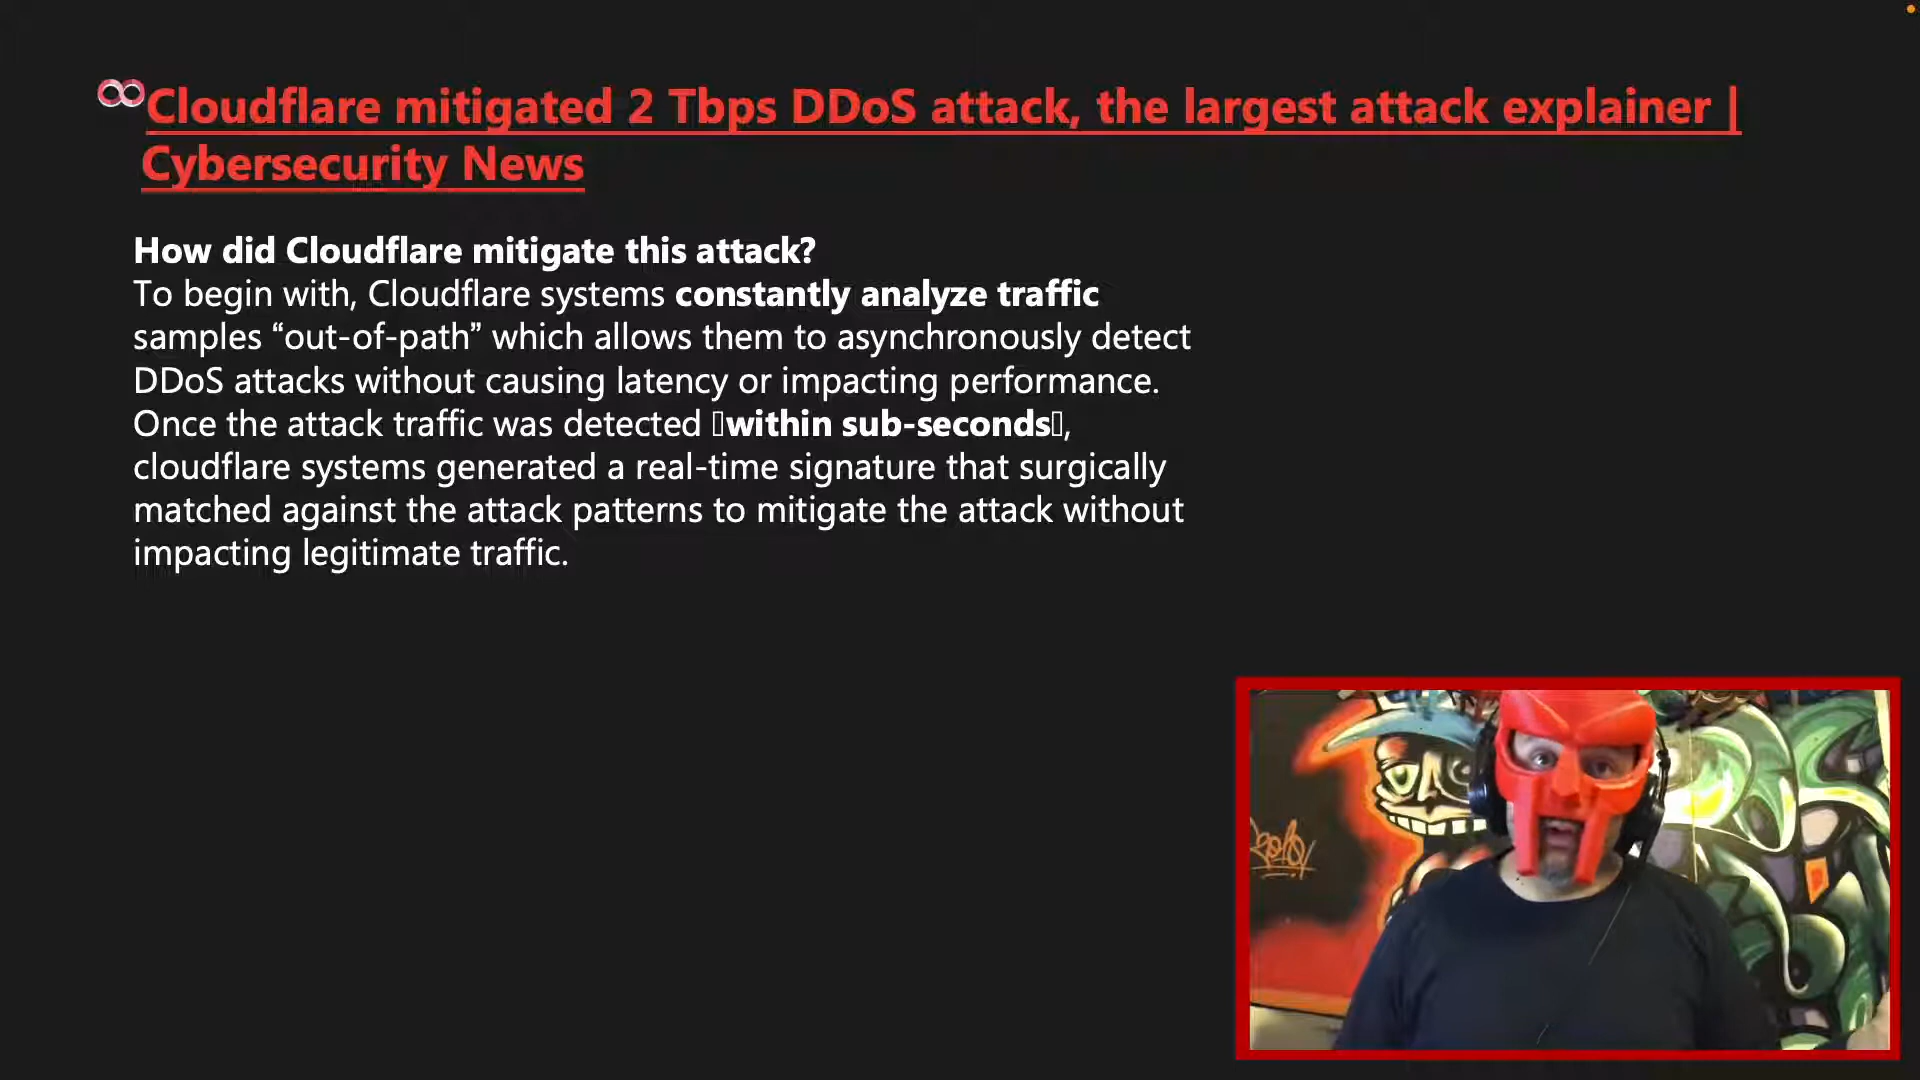 Cloudflare mitigated 2 Tbps DDoS attack, the largest attack explainer |
Cybersecurity News
How did Cloudflare mitigate this attack?
To begin with, Cloudflare systems constantly analyze traffic
samples “out-of-path” which allows them to asynchronously detect
DDoS attacks without causing latency or impacting performance.
Once the attack traffic was detected within sub-seconds,
cloudflare systems generated a real-time signature that surgically
matched against the attack patterns to mitigate the attack without
impacting legitimate traffic.